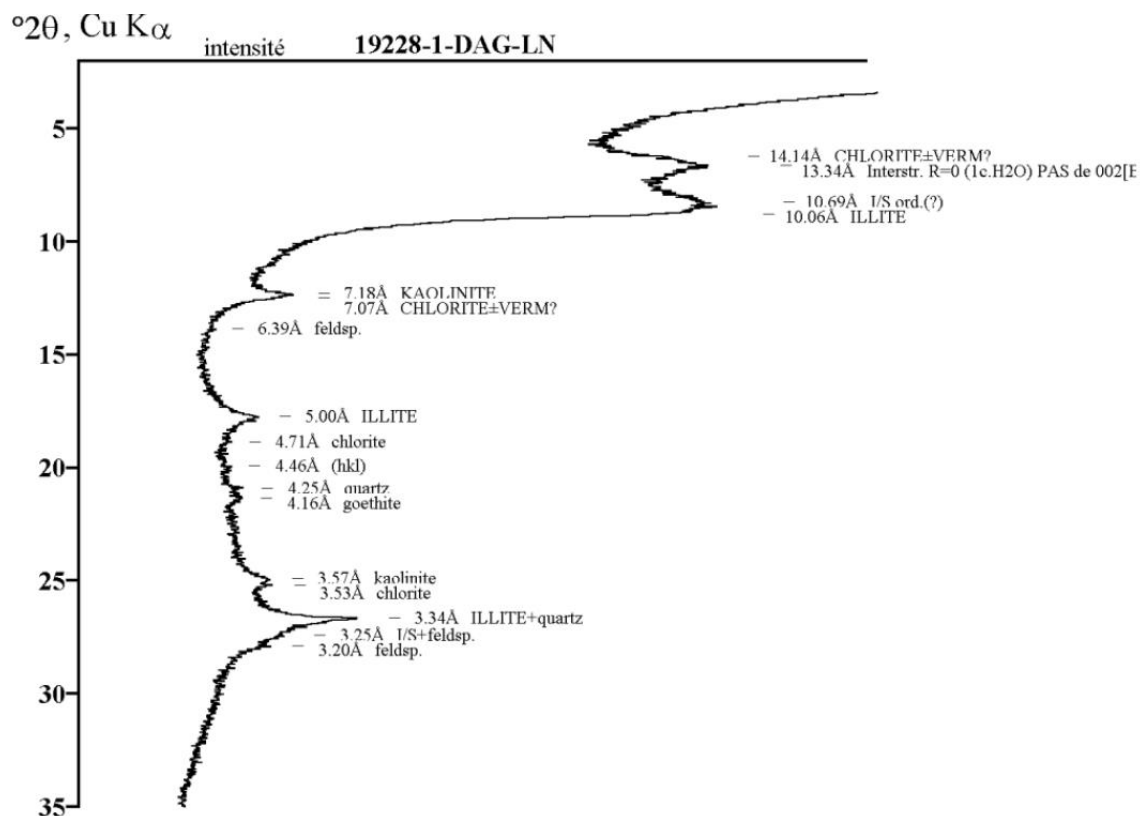 °2θ, Cu Kα
intensité 19228-1-DAG-LN
5
14.14Å CHLORITE±VERM?
13.34Å Interstr. R=0 (1c.H2O) PAS de 002[E
10.69Å I/S ord.(?)
10.06Å ILLITE
10
7.18Å KAOLINITE
7.07Å CHLORITE±VERM?
6.39Å feldsp.
15
5.00Å ILLITE
4.71Å chlorite
4.46Å (hkl)
20
4.25Å quartz
4.16Å goethite
25
3.57Å kaolinite
3.53Å chlorite
3.34Å ILLITE+quartz
3.25Å I/S+feldsp.
3.20Å feldsp.
30
35